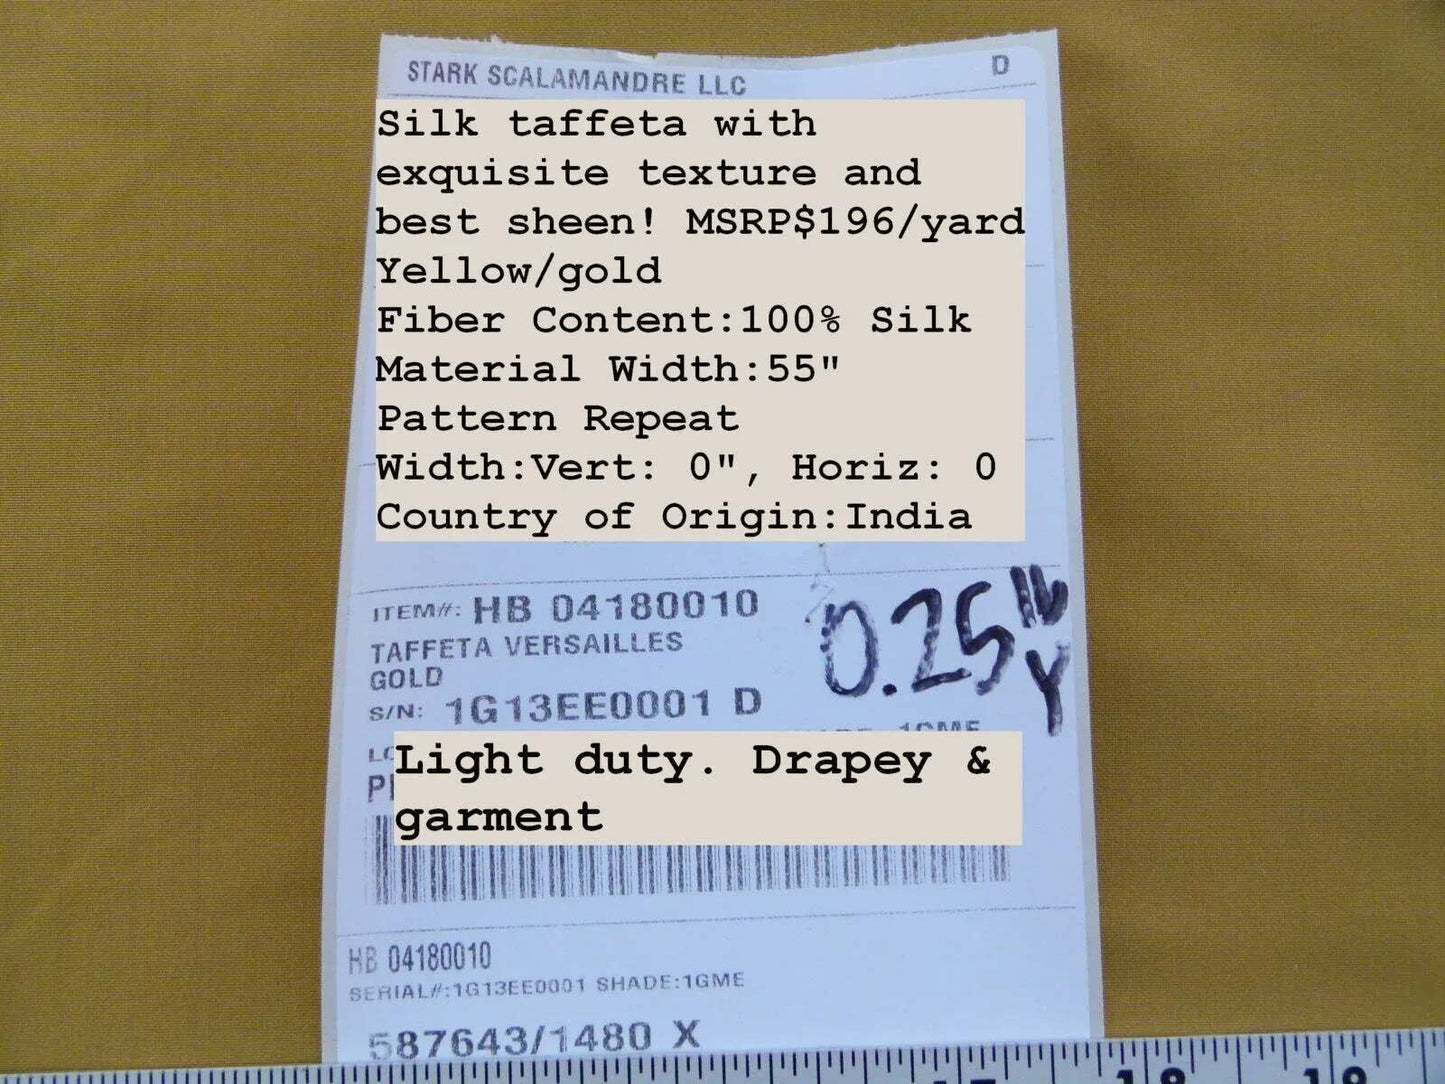 STARK SCALAMANDRE LLC D
Silk taffeta with
exquisite texture and
best sheen! MSRP$196/yard
Yellow/gold
Fiber Content:100% Silk
Material Width:55"
Pattern Repeat
Width:Vert: 0", Horiz: 0
Country of Origin:India
ITEM#: HB 04180010
0.25 lb
Y
TAFFETA VERSAILLES
GOLD
S/N: 1G13EE0001 D
Light duty. Drapey &
garment
HB 04180010
SERIAL#:1G13EE0001 SHADE:1GME
587643/1480 X
18 19